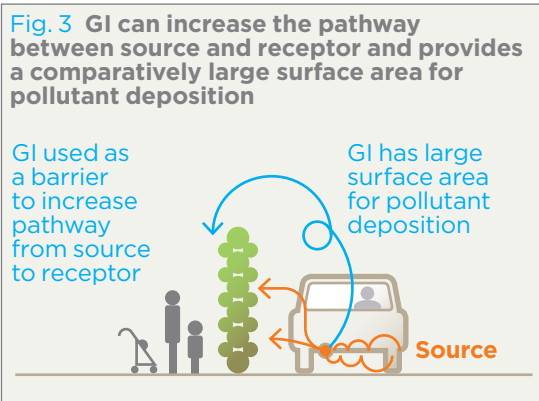 Fig. 3 GI can increase the pathway
between source and receptor and provides
a comparatively large surface area for
pollutant deposition
GI used as
a barrier
to increase
pathway
from source
to receptor
GI has large
surface area
for pollutant
deposition
Source